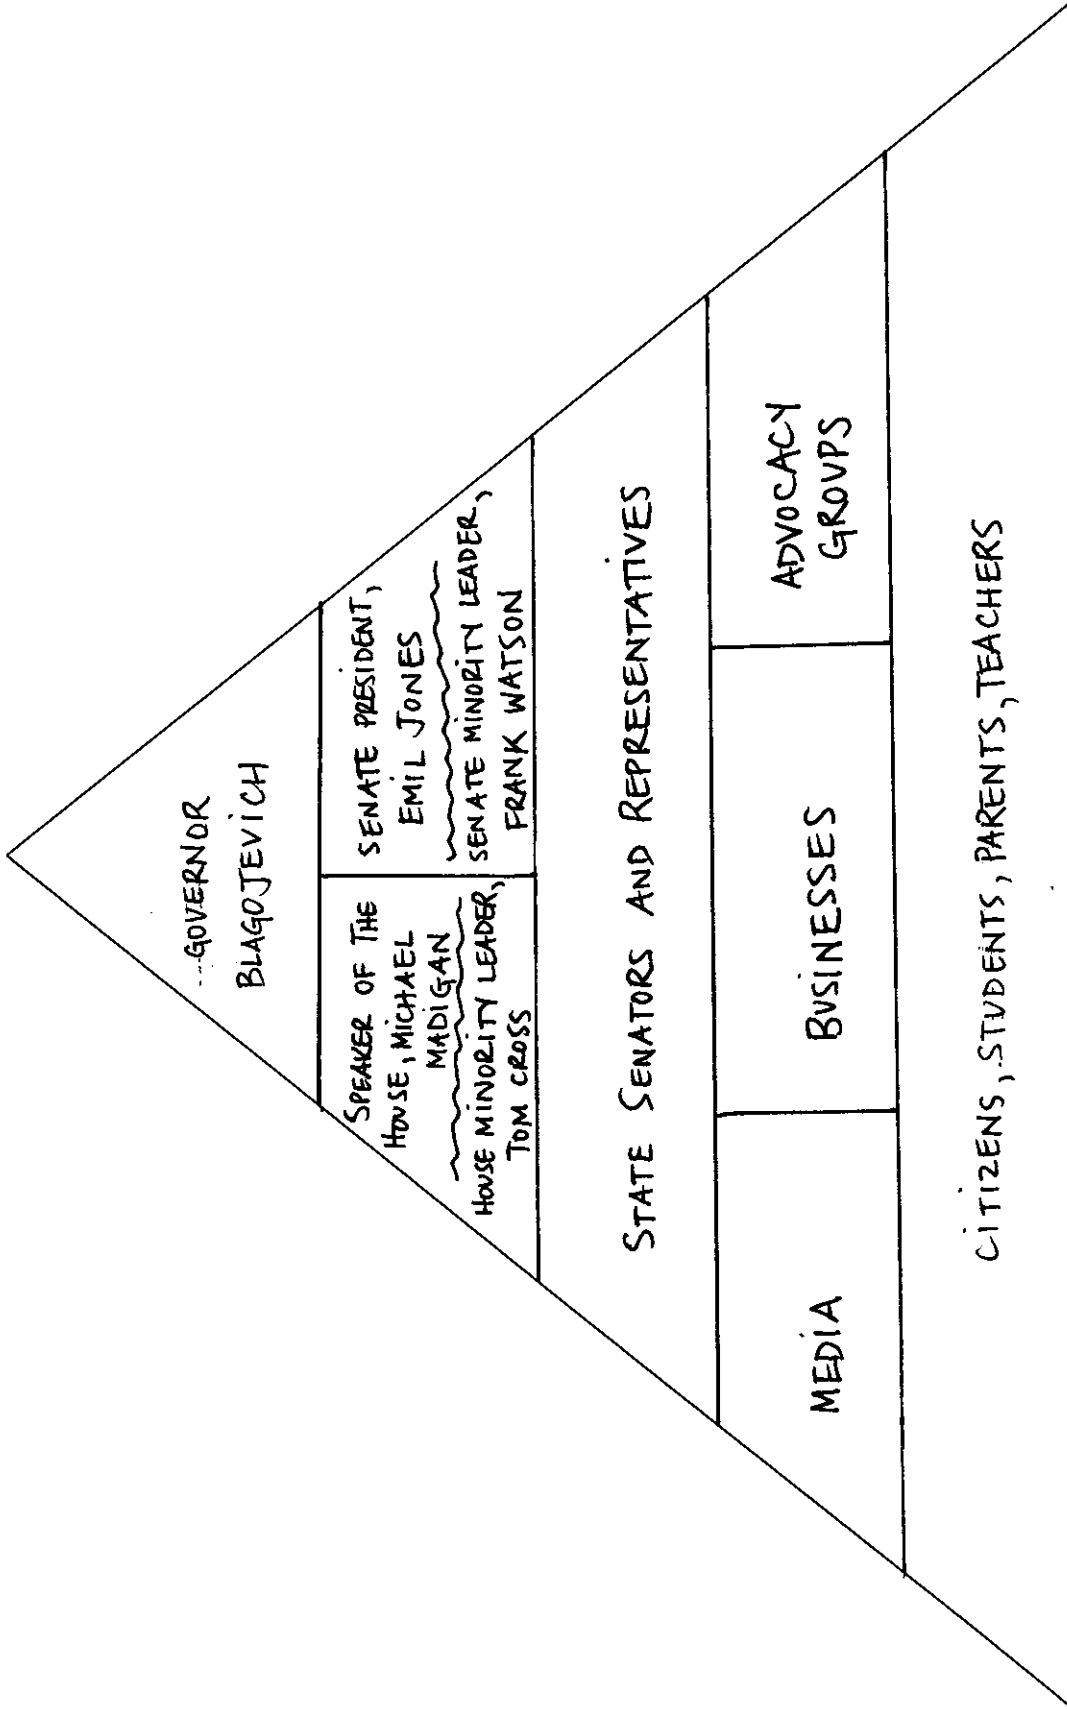 GOVERNOR
BLAGOJEVICH
SPEAKER OF THE
HOUSE, MICHAEL
MADIGAN
HOUSE MINORITY LEADER,
TOM CROSS
SENATE PRESIDENT,
EMIL JONES
SENATE MINORITY LEADER,
FRANK WATSON
STATE SENATORS AND REPRESENTATIVES
MEDIA
BUSINESSES
ADVOCACY
GROUPS
CITIZENS, STUDENTS, PARENTS, TEACHERS